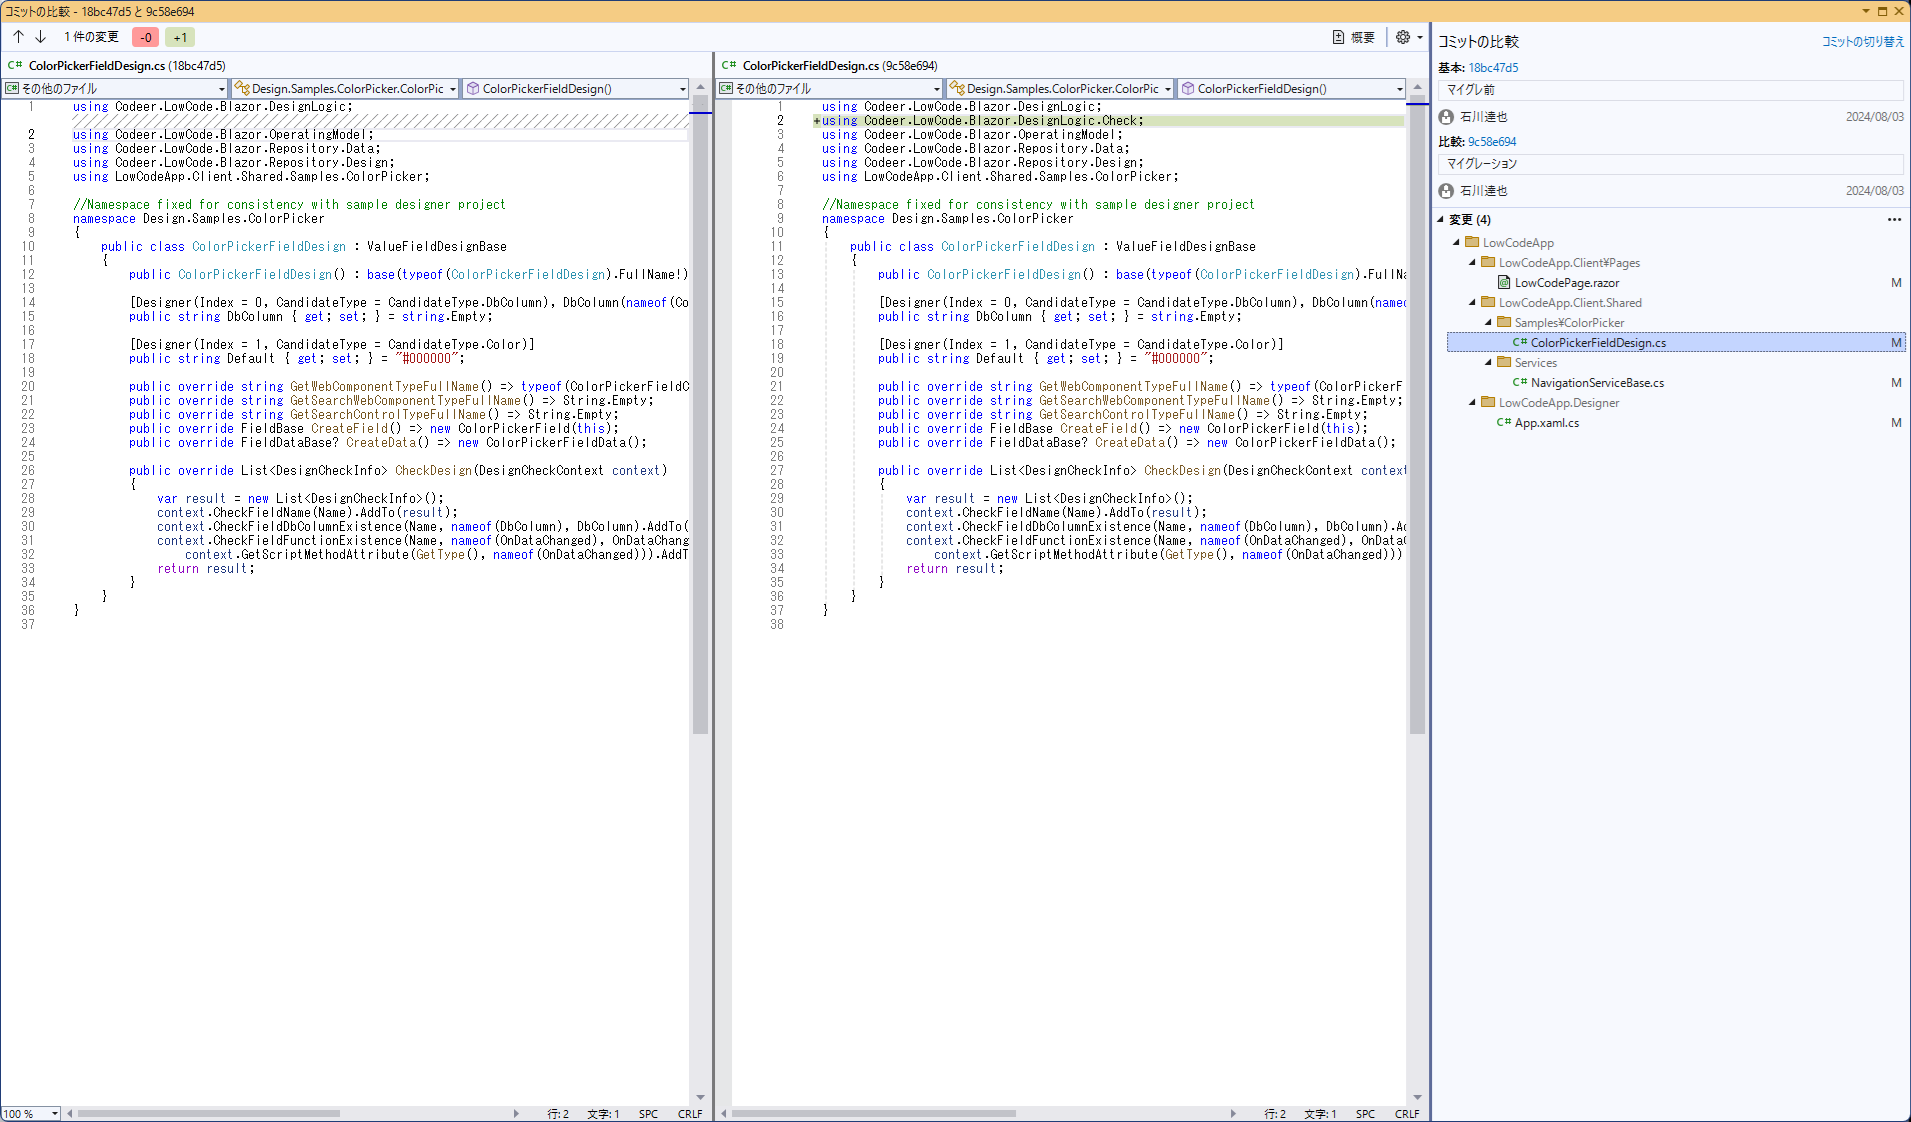 コミットの比較 - 18bc47d5 と 9c58e694
1 件の変更 -0 +1
概要
C# ColorPickerFieldDesign.cs (18bc47d5)
C# その他のファイル
Design.Samples.ColorPicker.ColorPic
ColorPickerFieldDesign()
1 using Codeer.LowCode.Blazor.DesignLogic;
2 using Codeer.LowCode.Blazor.OperatingModel;
3 using Codeer.LowCode.Blazor.Repository.Data;
4 using Codeer.LowCode.Blazor.Repository.Design;
5 using LowCodeApp.Client.Shared.Samples.ColorPicker;
6
7 //Namespace fixed for consistency with sample designer project
8 namespace Design.Samples.ColorPicker
9 {
10 public class ColorPickerFieldDesign : ValueFieldDesignBase
11 {
12 public ColorPickerFieldDesign() : base(typeof(ColorPickerFieldDesign).FullName!)
13
14 [Designer(Index = 0, CandidateType = CandidateType.DbColumn), DbColumn(nameof(Co
15 public string DbColumn { get; set; } = string.Empty;
16
17 [Designer(Index = 1, CandidateType = CandidateType.Color)]
18 public string Default { get; set; } = "#000000";
19
20 public override string GetWebComponentTypeFullName() => typeof(ColorPickerFieldC
21 public override string GetSearchWebComponentTypeFullName() => String.Empty;
22 public override string GetSearchControlTypeFullName() => String.Empty;
23 public override FieldBase CreateField() => new ColorPickerField(this);
24 public override FieldDataBase? CreateData() => new ColorPickerFieldData();
25
26 public override List<DesignCheckInfo> CheckDesign(DesignCheckContext context)
27 {
28 var result = new List<DesignCheckInfo>();
29 context.CheckFieldName(Name).AddTo(result);
30 context.CheckFieldDbColumnExistence(Name, nameof(DbColumn), DbColumn).AddTo(
31 context.CheckFieldFunctionExistence(Name, nameof(OnDataChanged), OnDataChang
32 context.GetScriptMethodAttribute(GetType(), nameof(OnDataChanged))).AddT
33 return result;
34 }
35 }
36 }
37
100 %
行: 2 文字: 1 SPC CRLF
C# ColorPickerFieldDesign.cs (9c58e694)
C# その他のファイル
Design.Samples.ColorPicker.ColorPic
ColorPickerFieldDesign()
1 using Codeer.LowCode.Blazor.DesignLogic;
2 +using Codeer.LowCode.Blazor.DesignLogic.Check;
3 using Codeer.LowCode.Blazor.OperatingModel;
4 using Codeer.LowCode.Blazor.Repository.Data;
5 using Codeer.LowCode.Blazor.Repository.Design;
6 using LowCodeApp.Client.Shared.Samples.ColorPicker;
7
8 //Namespace fixed for consistency with sample designer project
9 namespace Design.Samples.ColorPicker
10 {
11 public class ColorPickerFieldDesign : ValueFieldDesignBase
12 {
13 public ColorPickerFieldDesign() : base(typeof(ColorPickerFieldDesign).FullNa
14
15 [Designer(Index = 0, CandidateType = CandidateType.DbColumn), DbColumn(named
16 public string DbColumn { get; set; } = string.Empty;
17
18 [Designer(Index = 1, CandidateType = CandidateType.Color)]
19 public string Default { get; set; } = "#000000";
20
21 public override string GetWebComponentTypeFullName() => typeof(ColorPickerF
22 public override string GetSearchWebComponentTypeFullName() => String.Empty;
23 public override string GetSearchControlTypeFullName() => String.Empty;
24 public override FieldBase CreateField() => new ColorPickerField(this);
25 public override FieldDataBase? CreateData() => new ColorPickerFieldData();
26
27 public override List<DesignCheckInfo> CheckDesign(DesignCheckContext context
28 {
29 var result = new List<DesignCheckInfo>();
30 context.CheckFieldName(Name).AddTo(result);
31 context.CheckFieldDbColumnExistence(Name, nameof(DbColumn), DbColumn).Ad
32 context.CheckFieldFunctionExistence(Name, nameof(OnDataChanged), OnDataC
33 context.GetScriptMethodAttribute(GetType(), nameof(OnDataChanged)))
34 return result;
35 }
36 }
37 }
38
行: 2 文字: 1 SPC CRLF
コミットの比較 コミットの切り替え
基本: 18bc47d5
マイグレ前
石川達也 2024/08/03
比較: 9c58e694
マイグレーション
石川達也 2024/08/03
変更 (4)
LowCodeApp
LowCodeApp.Client¥Pages
LowCodePage.razor M
LowCodeApp.Client.Shared
Samples¥ColorPicker
C# ColorPickerFieldDesign.cs M
Services
C# NavigationServiceBase.cs M
LowCodeApp.Designer
C# App.xaml.cs M